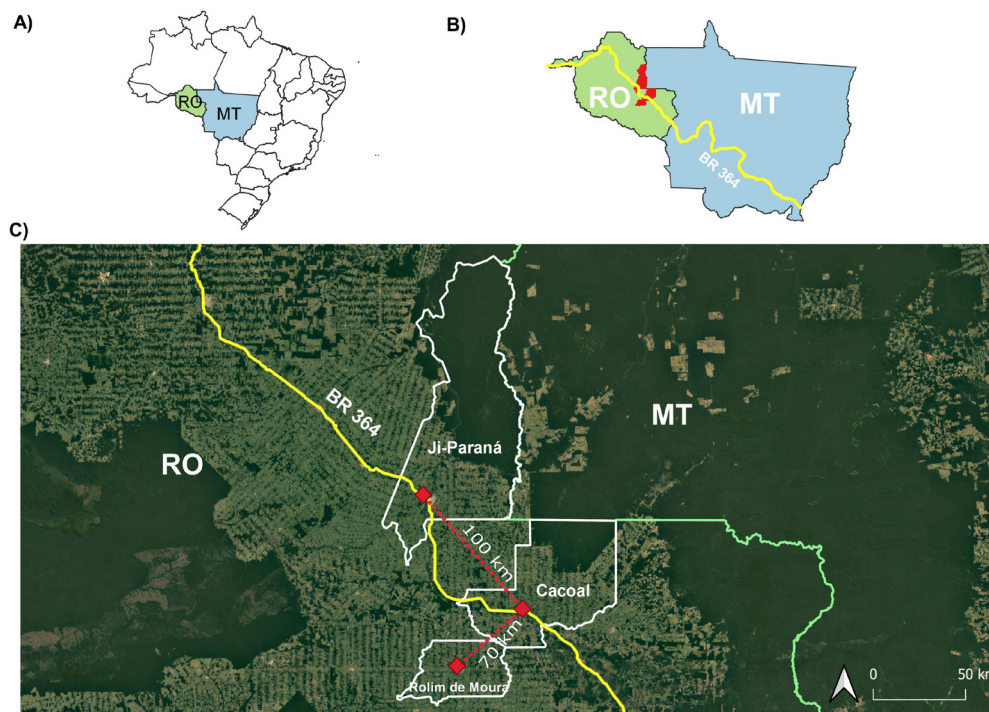 A)
RO
MT
B)
RO
MT
BR 364
C)
BR 364
MT
Ji-Paraná
RO
100 km
Cacoal
70 km
Rolim de Moura
0 50 km